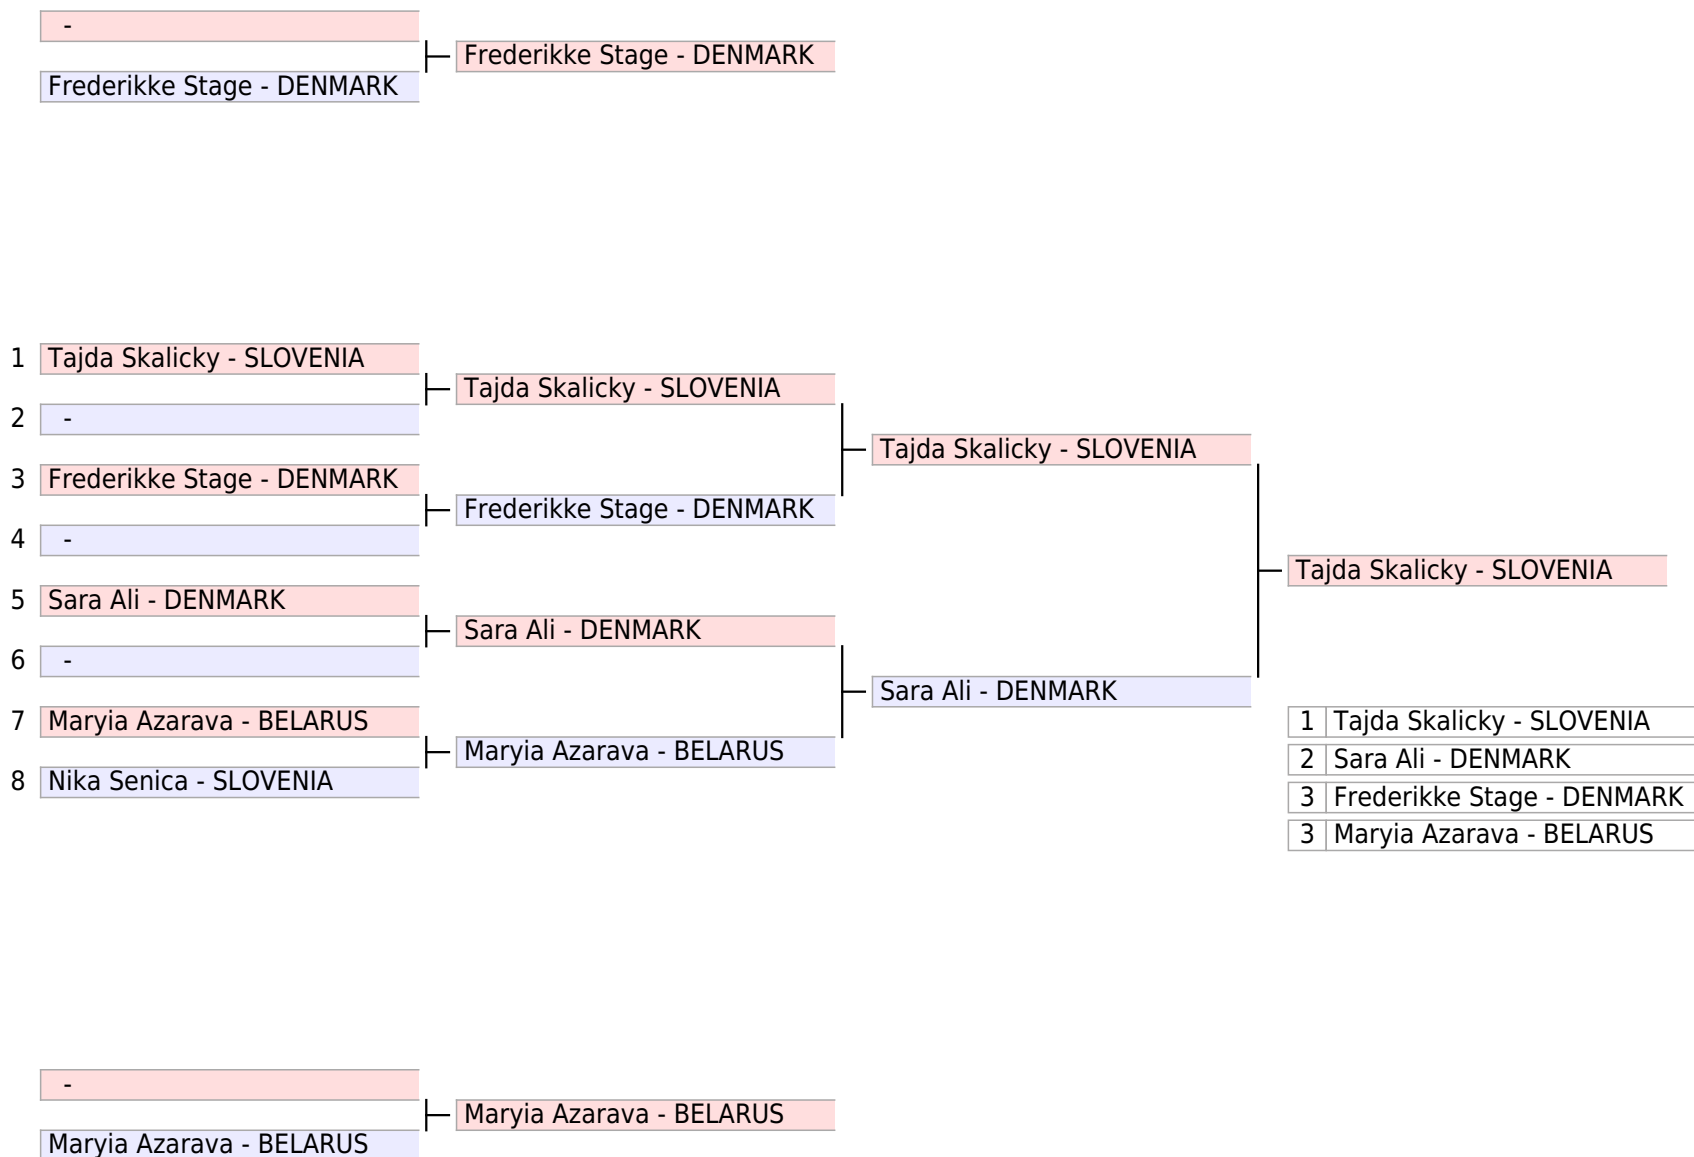 -
Frederikke Stage - DENMARK
Frederikke Stage - DENMARK
1 Tajda Skalicky - SLOVENIA
Tajda Skalicky - SLOVENIA
2 -
Tajda Skalicky - SLOVENIA
3 Frederikke Stage - DENMARK
Frederikke Stage - DENMARK
4 -
Tajda Skalicky - SLOVENIA
5 Sara Ali - DENMARK
Sara Ali - DENMARK
6 -
Sara Ali - DENMARK
7 Maryia Azarava - BELARUS
Maryia Azarava - BELARUS
8 Nika Senica - SLOVENIA
1 Tajda Skalicky - SLOVENIA
2 Sara Ali - DENMARK
3 Frederikke Stage - DENMARK
3 Maryia Azarava - BELARUS
-
Maryia Azarava - BELARUS
Maryia Azarava - BELARUS